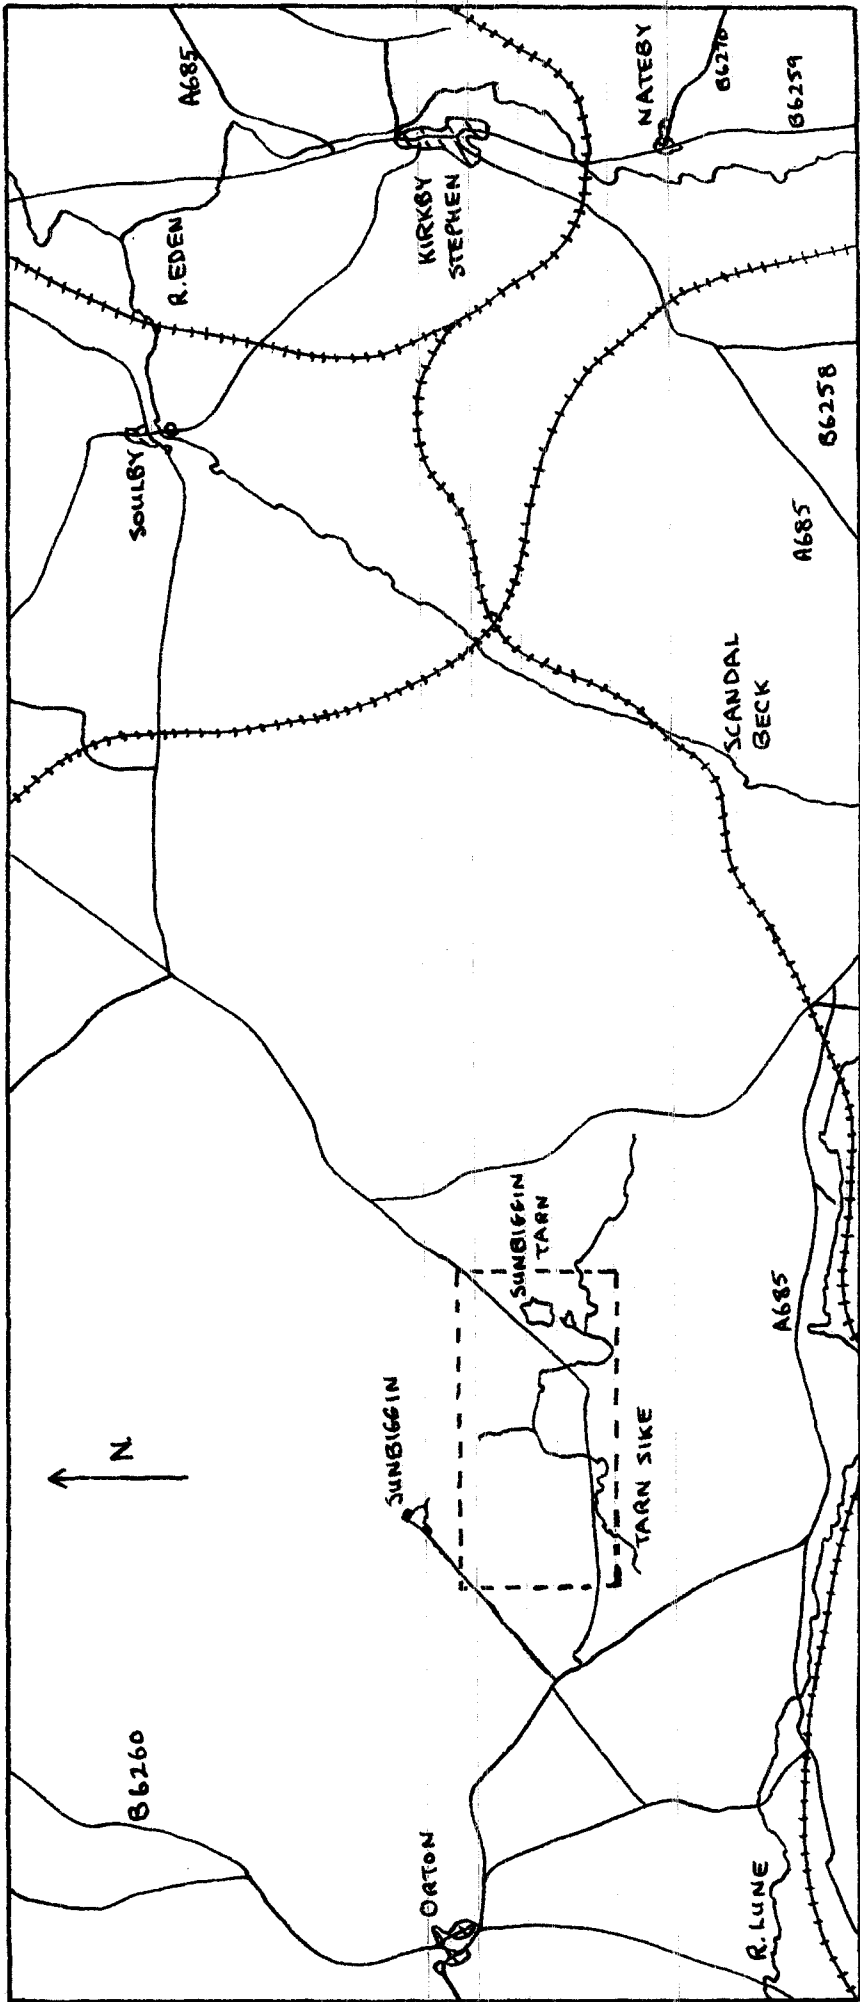 A685
R. EDEN
KIRKBY
STEPHEN
NATEBY
B6270
B6259
SOULBY
B6258
A685
SCANDAL
BECK
SUNBIGGIN
TARN
A685
SUNBIGGIN
N.
TARN SIKE
B6260
ORTON
R. LUNE